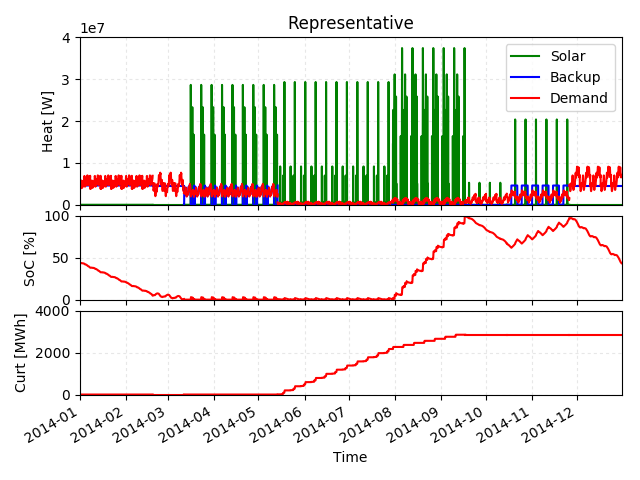 Representative
1e7
4
3
2
1
0
Heat [W]
Solar
Backup
Demand
100
50
0
SoC [%]
4000
2000
0
Curt [MWh]
2014-01
2014-02
2014-03
2014-04
2014-05
2014-06
2014-07
2014-08
2014-09
2014-10
2014-11
2014-12
Time